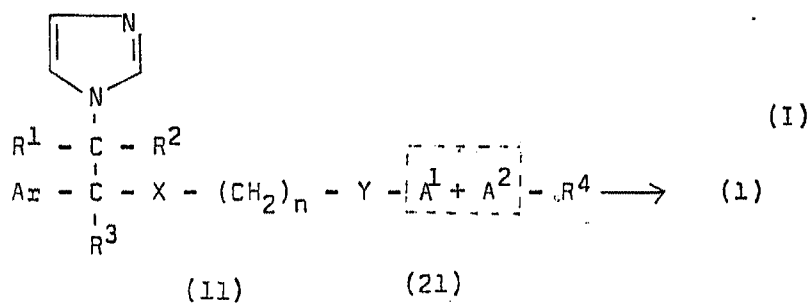 N
N
(I)
R¹ - C - R²
Ar - C - X - (CH₂)ₙ - Y - A¹ + A² - R⁴ ⟶ (1)
R³
(11) (21)